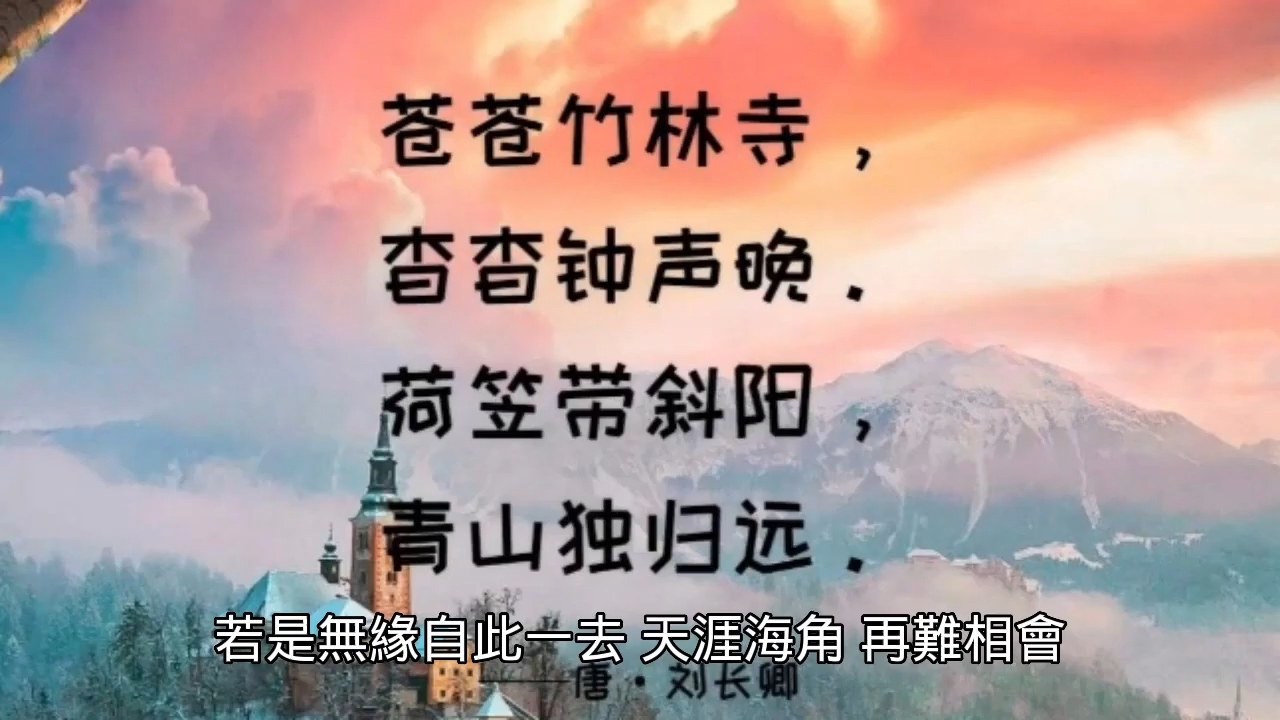 苍苍竹林寺，
杳杳钟声晚．
荷笠带斜阳，
青山独归远．
若是無緣自此一去 天涯海角 再難相會
——唐·刘长卿